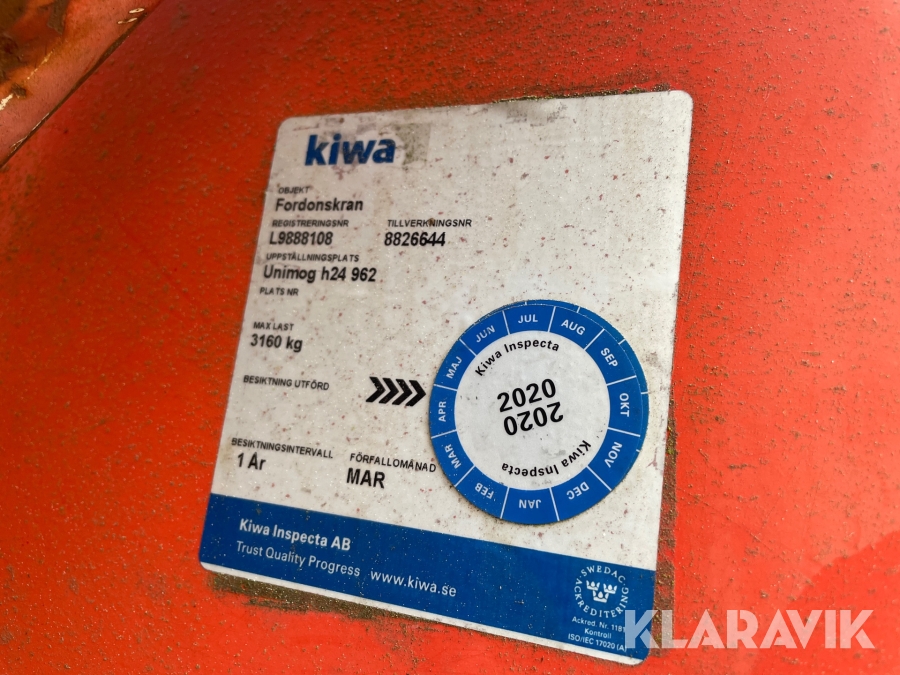 kiwa
OBJEKT
Fordonskran
REGISTRERINGSNR TILLVERKNINGSNR
L9888108 8826644
UPPSTÄLLNINGSPLATS
Unimog h24 962
PLATS NR
MAX LAST
3160 kg
BESIKTNING UTFÖRD
BESIKTNINGSINTERVALL FÖRFALLOMÅNAD
1 År MAR
JAN FEB MAR APR MAJ JUN JUL AUG SEP OKT NOV DEC
Kiwa Inspecta
2020
2020
Kiwa Inspecta
Kiwa Inspecta AB
Trust Quality Progress www.kiwa.se
SWEDAC
ACKREDITERING
Ackred. Nr. 1181
Kontroll
ISO/IEC 17020 (A)
KLARAVIK